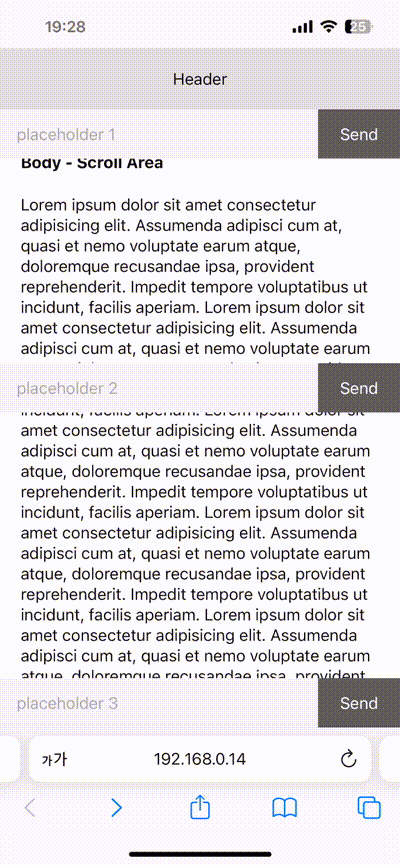 19:28
25
Header
placeholder 1
Send
Body - Scroll Area
Lorem ipsum dolor sit amet consectetur
adipisicing elit. Assumenda adipisci cum at,
quasi et nemo voluptate earum atque,
doloremque recusandae ipsa, provident
reprehenderit. Impedit tempore voluptatibus ut
incidunt, facilis aperiam. Lorem ipsum dolor sit
amet consectetur adipisicing elit. Assumenda
adipisci cum at, quasi et nemo voluptate earum
placeholder 2
Send
incidunt, facilis aperiam. Lorem ipsum dolor sit
amet consectetur adipisicing elit. Assumenda
adipisci cum at, quasi et nemo voluptate earum
atque, doloremque recusandae ipsa, provident
reprehenderit. Impedit tempore voluptatibus ut
incidunt, facilis aperiam. Lorem ipsum dolor sit
amet consectetur adipisicing elit. Assumenda
adipisci cum at, quasi et nemo voluptate earum
atque, doloremque recusandae ipsa, provident
reprehenderit. Impedit tempore voluptatibus ut
incidunt, facilis aperiam. Lorem ipsum dolor sit
amet consectetur adipisicing elit. Assumenda
adipisci cum at, quasi et nemo voluptate earum
atque, doloremque recusandae ipsa, provident
placeholder 3
Send
가가 192.168.0.14